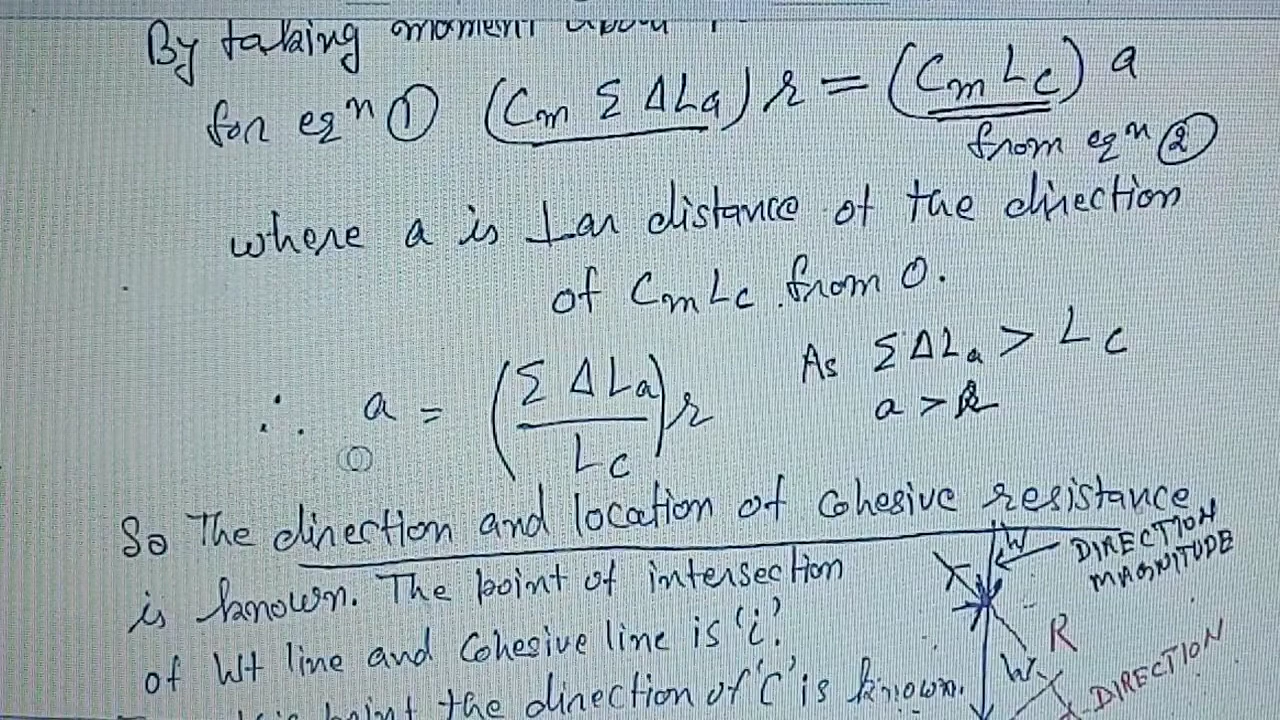 By taking moment about
for eqⁿ ① (Cm Σ ΔLa) r = (Cm Lc) a
from eqⁿ ②
where a is ⊥ar distance of the direction
of Cm Lc from O.
∴ a = (Σ ΔLa / Lc) r As Σ ΔLa > Lc
a > r
So The direction and location of Cohesive resistance
is known. The point of intersection
of Wt line and Cohesive line is 'i'.
point the direction of 'C' is known.
W
DIRECTION
MAGNITUDE
R
W
DIRECTION